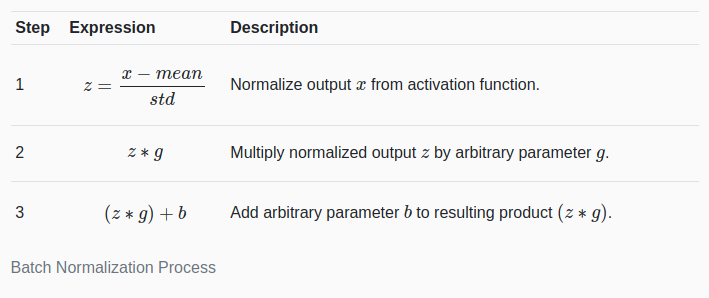 Step Expression Description
1 z = (x − mean) / std Normalize output x from activation function.
2 z ∗ g Multiply normalized output z by arbitrary parameter g.
3 (z ∗ g) + b Add arbitrary parameter b to resulting product (z ∗ g).
Batch Normalization Process